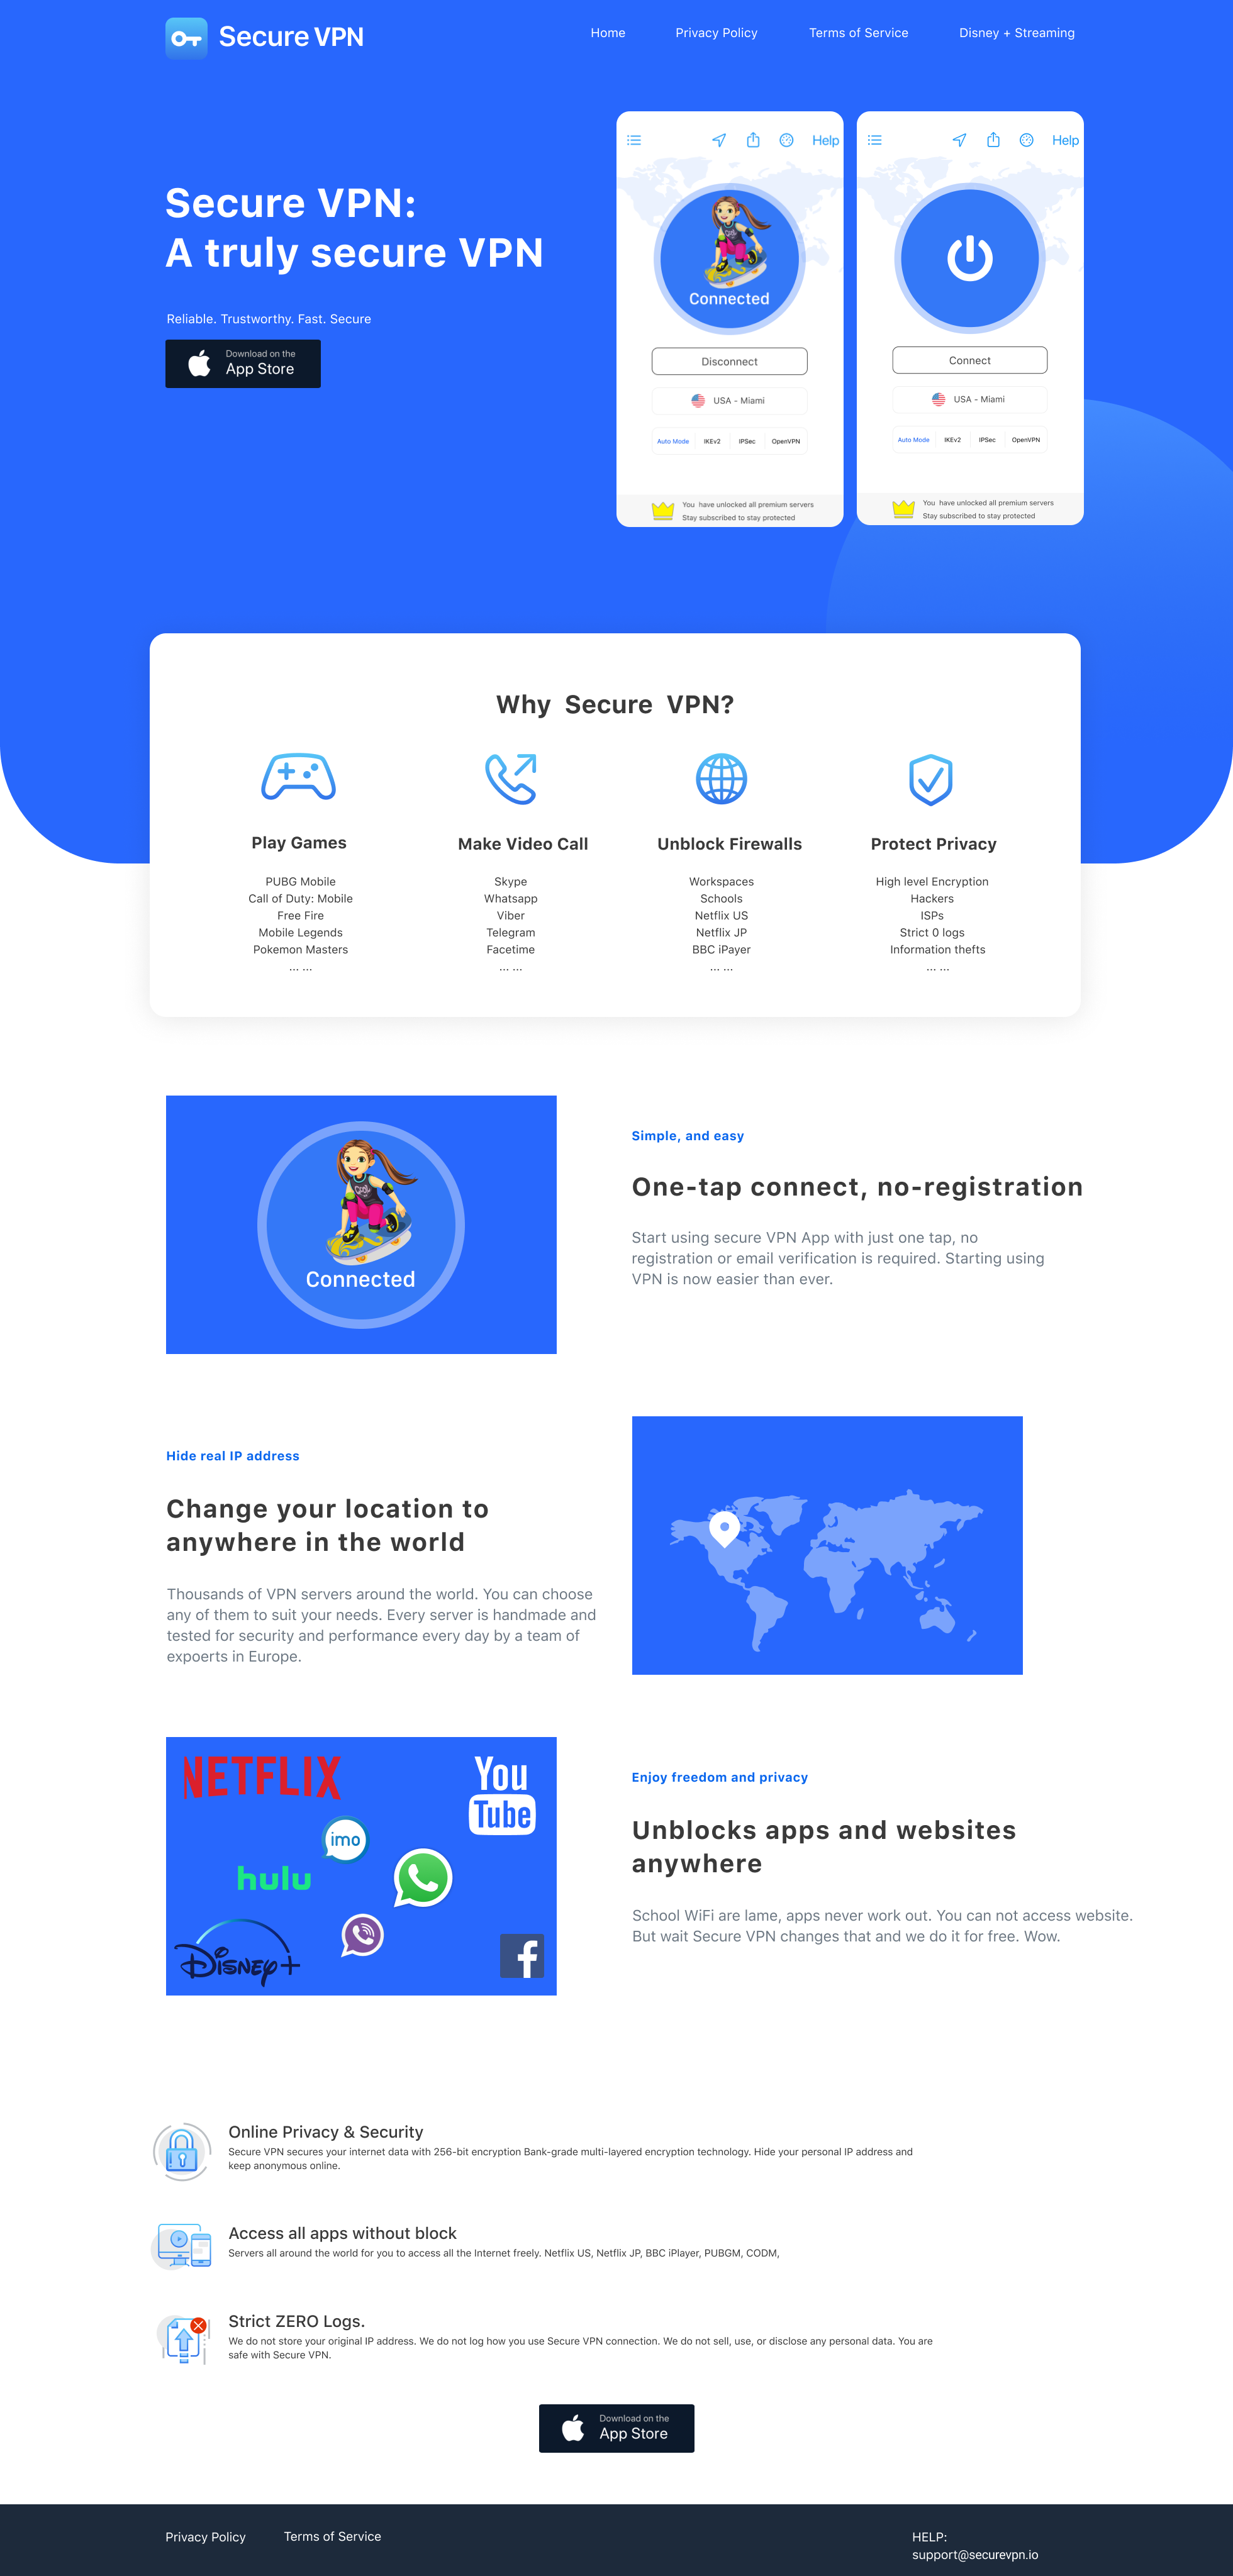 Secure VPN
Home
Privacy Policy
Terms of Service
Disney + Streaming
Secure VPN:
A truly secure VPN
Reliable. Trustworthy. Fast. Secure
Download on the
App Store
Help
Connected
Disconnect
USA - Miami
Auto Mode
IKEv2
IPSec
OpenVPN
You have unlocked all premium servers
Stay subscribed to stay protected
Help
Connect
USA - Miami
Auto Mode
IKEv2
IPSec
OpenVPN
You have unlocked all premium servers
Stay subscribed to stay protected
Why Secure VPN?
Play Games
PUBG Mobile
Call of Duty: Mobile
Free Fire
Mobile Legends
Pokemon Masters
... ...
Make Video Call
Skype
Whatsapp
Viber
Telegram
Facetime
... ...
Unblock Firewalls
Workspaces
Schools
Netflix US
Netflix JP
BBC iPayer
... ...
Protect Privacy
High level Encryption
Hackers
ISPs
Strict 0 logs
Information thefts
... ...
Connected
Simple, and easy
One-tap connect, no-registration
Start using secure VPN App with just one tap, no
registration or email verification is required. Starting using
VPN is now easier than ever.
Hide real IP address
Change your location to
anywhere in the world
Thousands of VPN servers around the world. You can choose
any of them to suit your needs. Every server is handmade and
tested for security and performance every day by a team of
expoerts in Europe.
NETFLIX
You
Tube
imo
hulu
Disney+
f
Enjoy freedom and privacy
Unblocks apps and websites
anywhere
School WiFi are lame, apps never work out. You can not access website.
But wait Secure VPN changes that and we do it for free. Wow.
Online Privacy & Security
Secure VPN secures your internet data with 256-bit encryption Bank-grade multi-layered encryption technology. Hide your personal IP address and
keep anonymous online.
Access all apps without block
Servers all around the world for you to access all the Internet freely. Netflix US, Netflix JP, BBC iPlayer, PUBGM, CODM,
Strict ZERO Logs.
We do not store your original IP address. We do not log how you use Secure VPN connection. We do not sell, use, or disclose any personal data. You are
safe with Secure VPN.
Download on the
App Store
Privacy Policy
Terms of Service
HELP:
support@securevpn.io